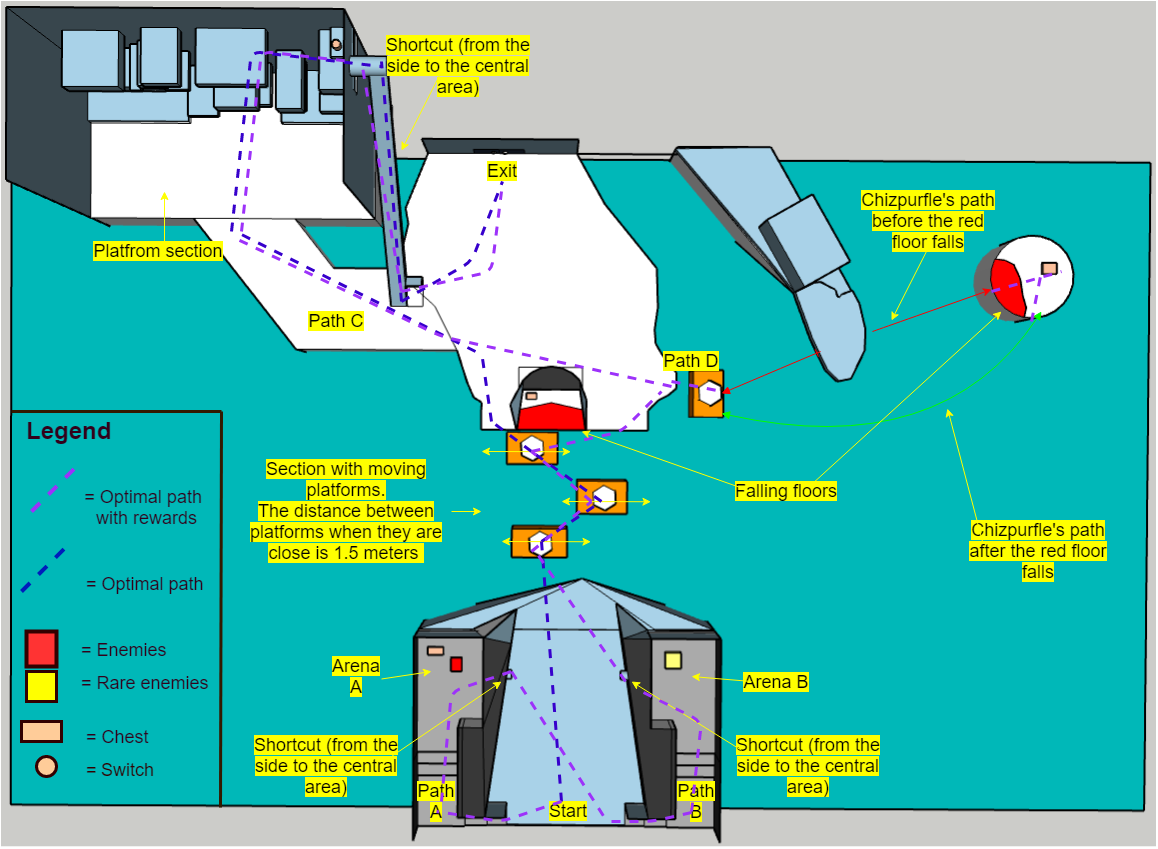 Shortcut (from the
side to the central
area)
Exit
Chizpurfle's path
before the red
floor falls
Platfrom section
Path C
Path D
Legend
= Optimal path
with rewards
= Optimal path
= Enemies
= Rare enemies
= Chest
= Switch
Section with moving
platforms.
The distance between
platforms when they are
close is 1.5 meters
Falling floors
Chizpurfle's path
after the red floor
falls
Arena
A
Arena B
Shortcut (from the
side to the central
area)
Shortcut (from the
side to the central
area)
Path
A
Start
Path
B